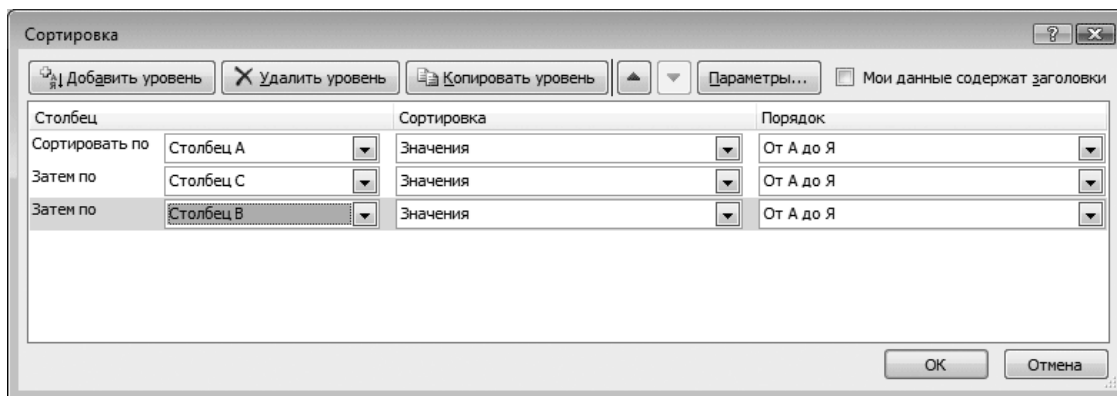 Сортировка
Добавить уровень Удалить уровень Копировать уровень Параметры... Мои данные содержат заголовки
Столбец Сортировка Порядок
Сортировать по Столбец A Значения От А до Я
Затем по Столбец C Значения От А до Я
Затем по Столбец B Значения От А до Я
ОК Отмена